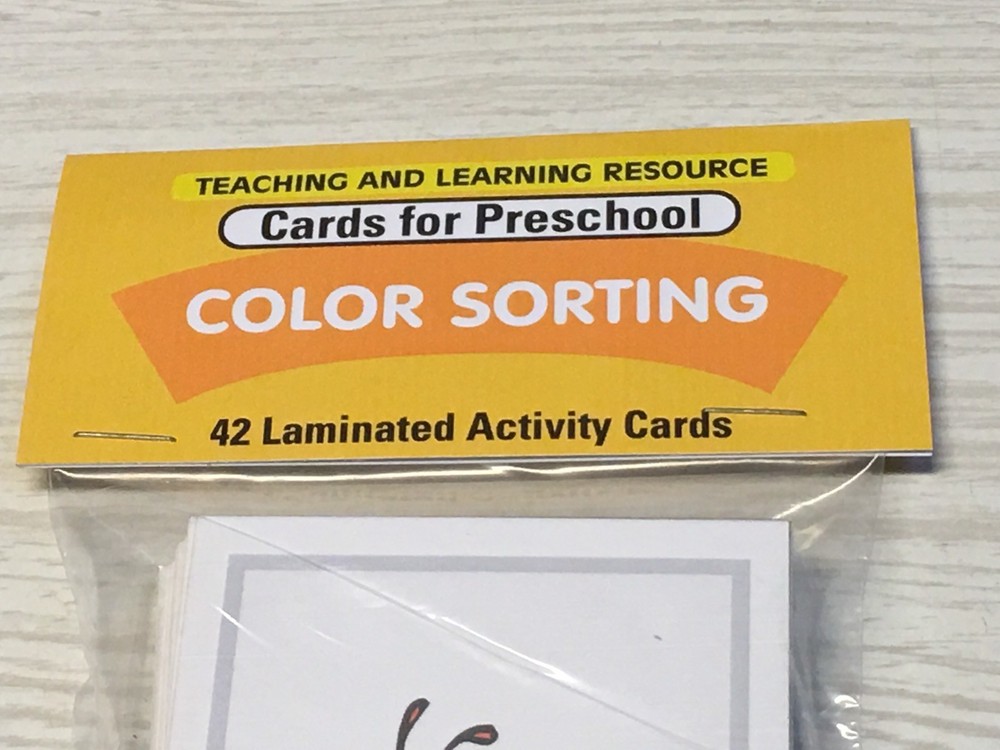 TEACHING AND LEARNING RESOURCE
Cards for Preschool
COLOR SORTING
42 Laminated Activity Cards